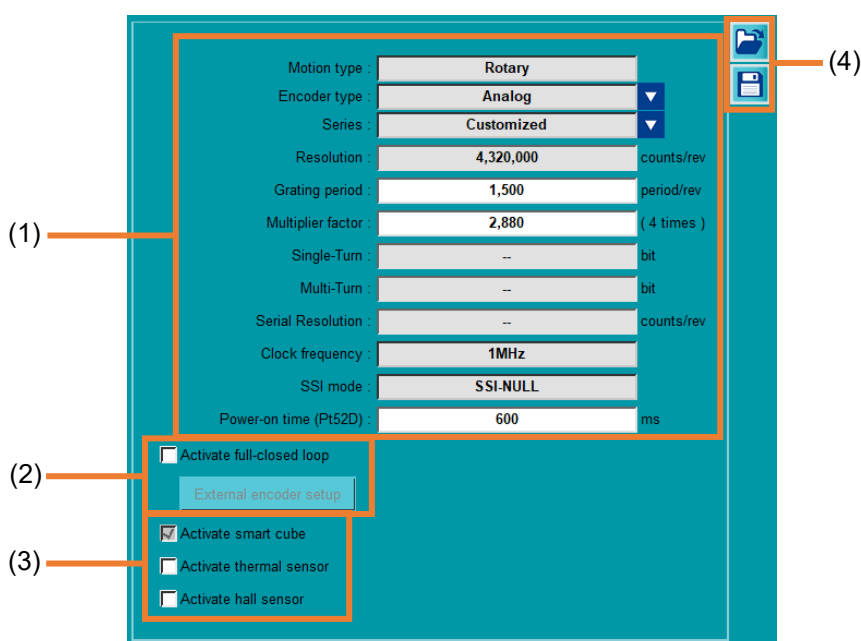 (4)
Motion type : Rotary
Encoder type : Analog
Series : Customized
Resolution : 4,320,000 counts/rev
Grating period : 1,500 period/rev
(1)
Multiplier factor : 2,880 ( 4 times )
Single-Turn : -- bit
Multi-Turn : -- bit
Serial Resolution : -- counts/rev
Clock frequency : 1MHz
SSI mode : SSI-NULL
Power-on time (Pt52D) : 600 ms
Activate full-closed loop
(2)
External encoder setup
Activate smart cube
(3)
Activate thermal sensor
Activate hall sensor